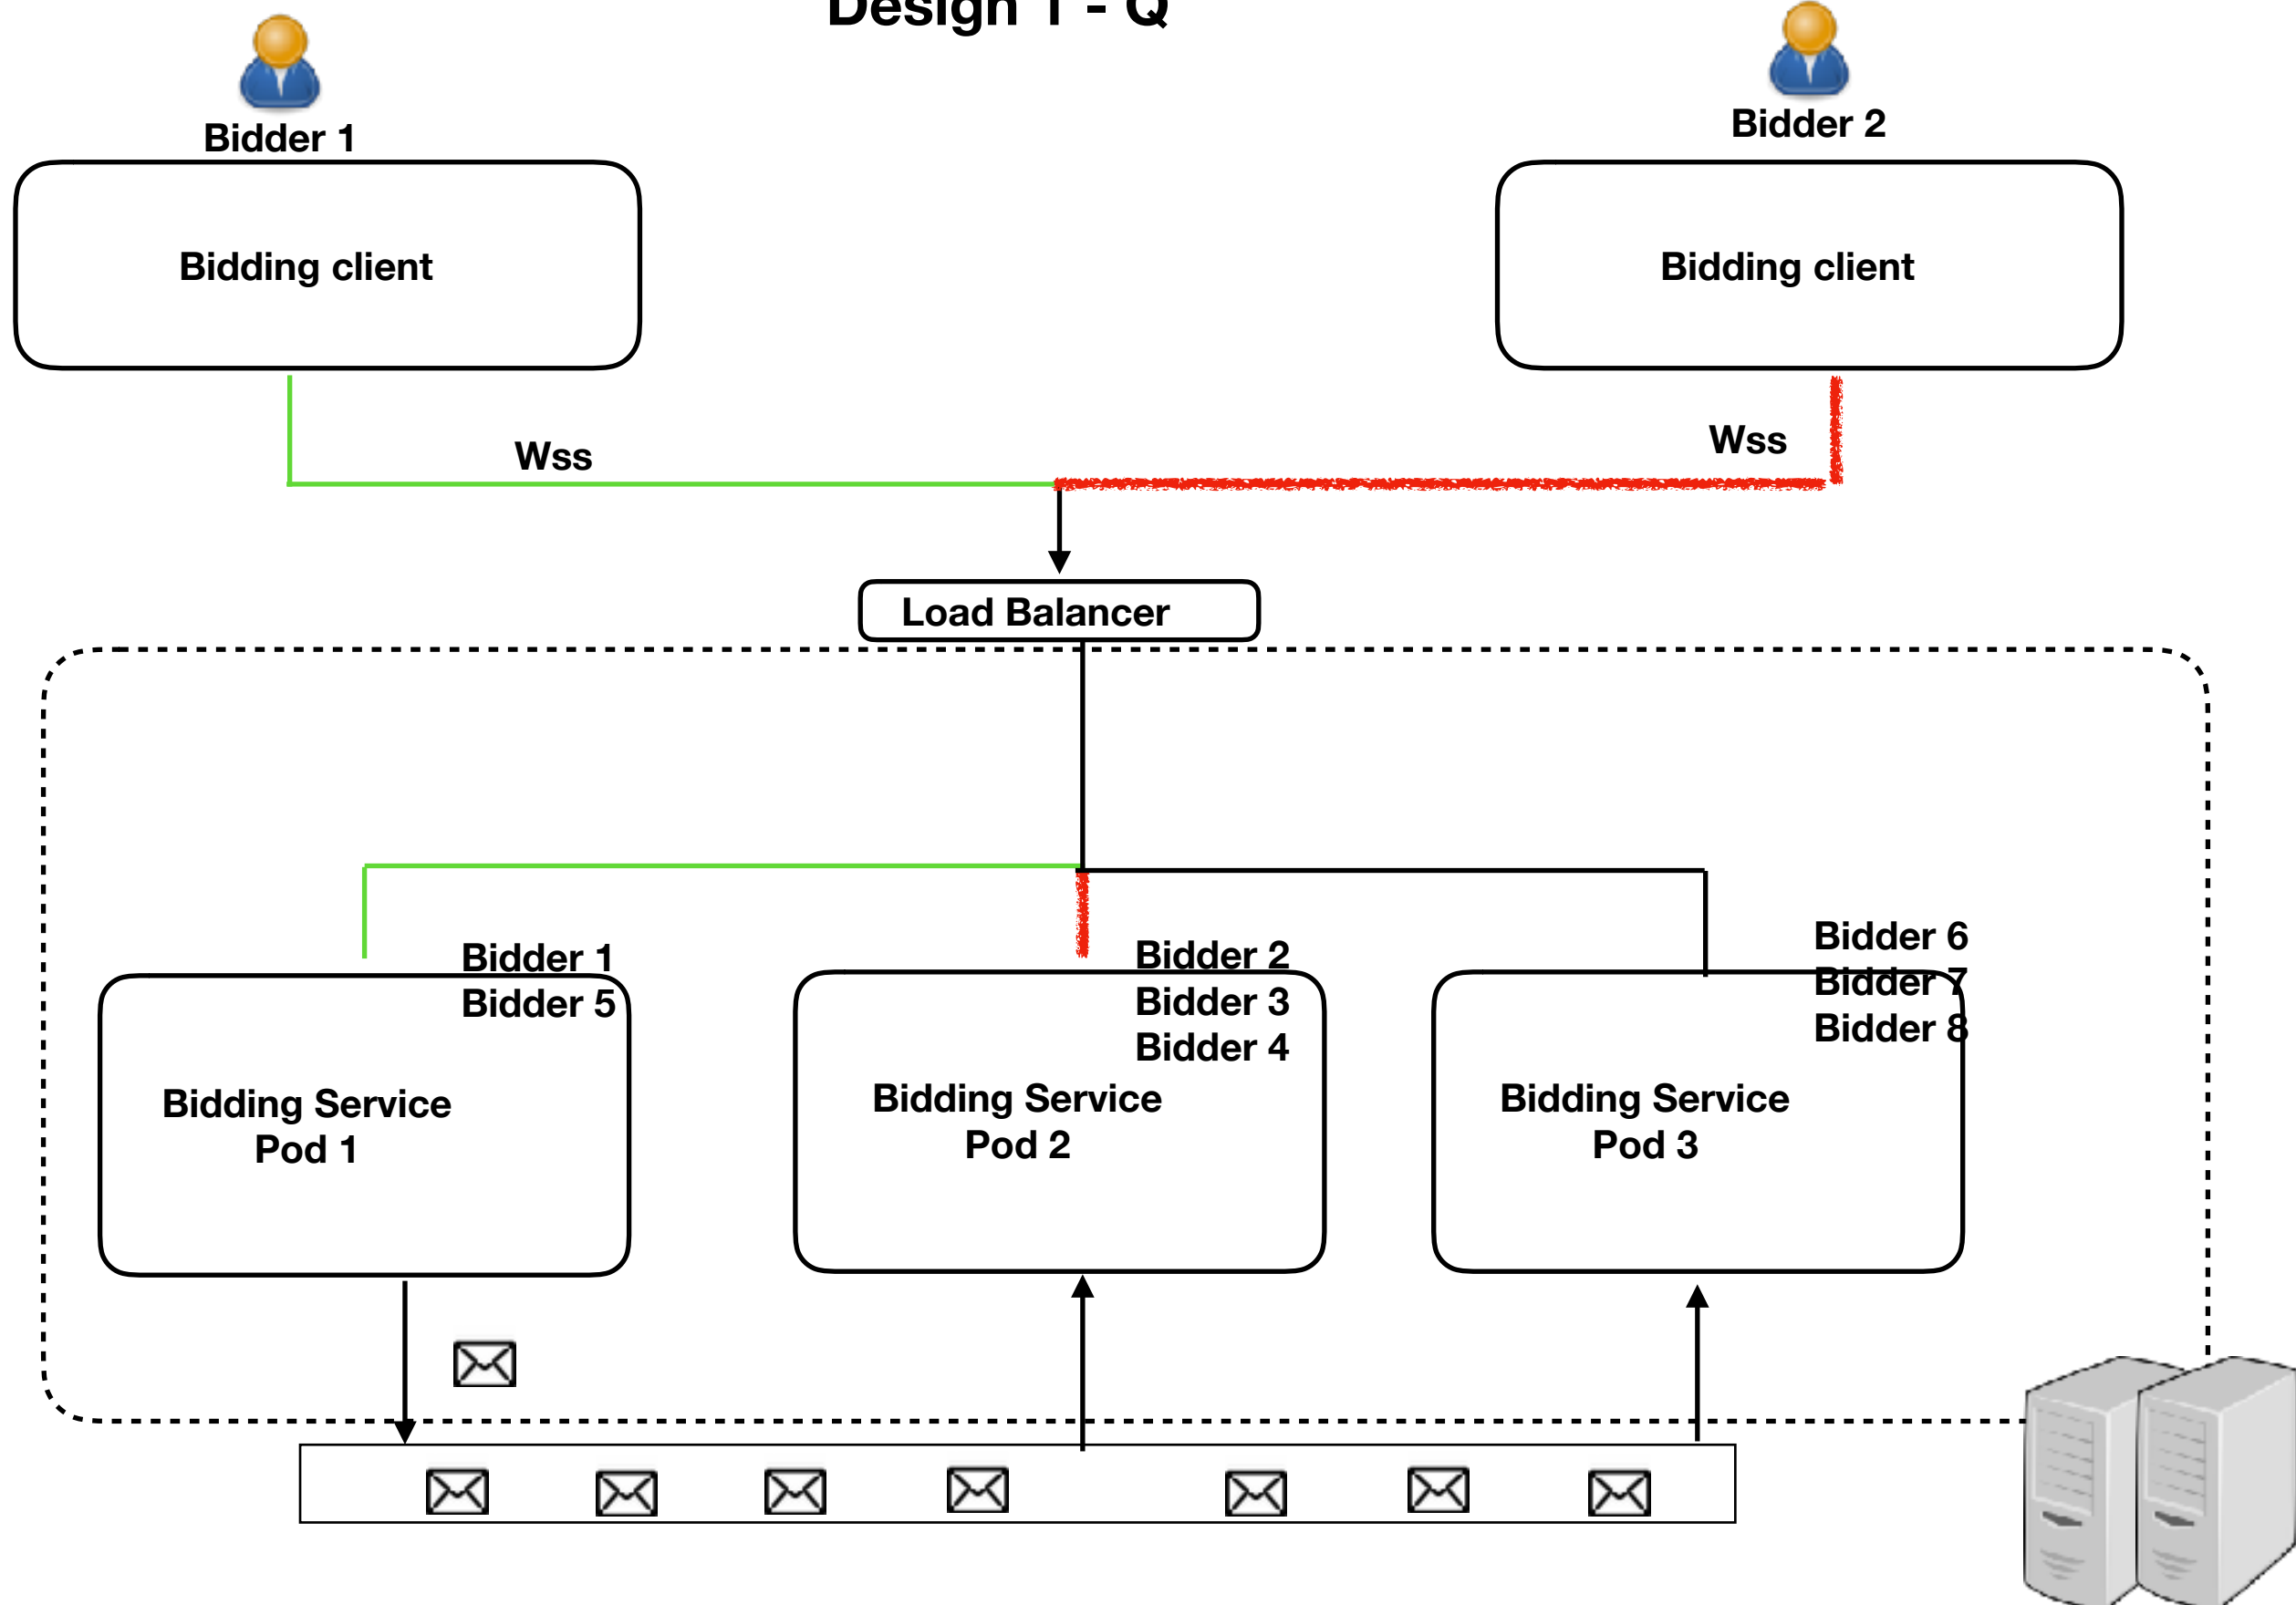 Design 1 - Q
Bidder 1
Bidder 2
Bidding client
Bidding client
Wss
Wss
Load Balancer
Bidder 1
Bidder 5
Bidder 2
Bidder 3
Bidder 4
Bidder 6
Bidder 7
Bidder 8
Bidding Service
Pod 1
Bidding Service
Pod 2
Bidding Service
Pod 3